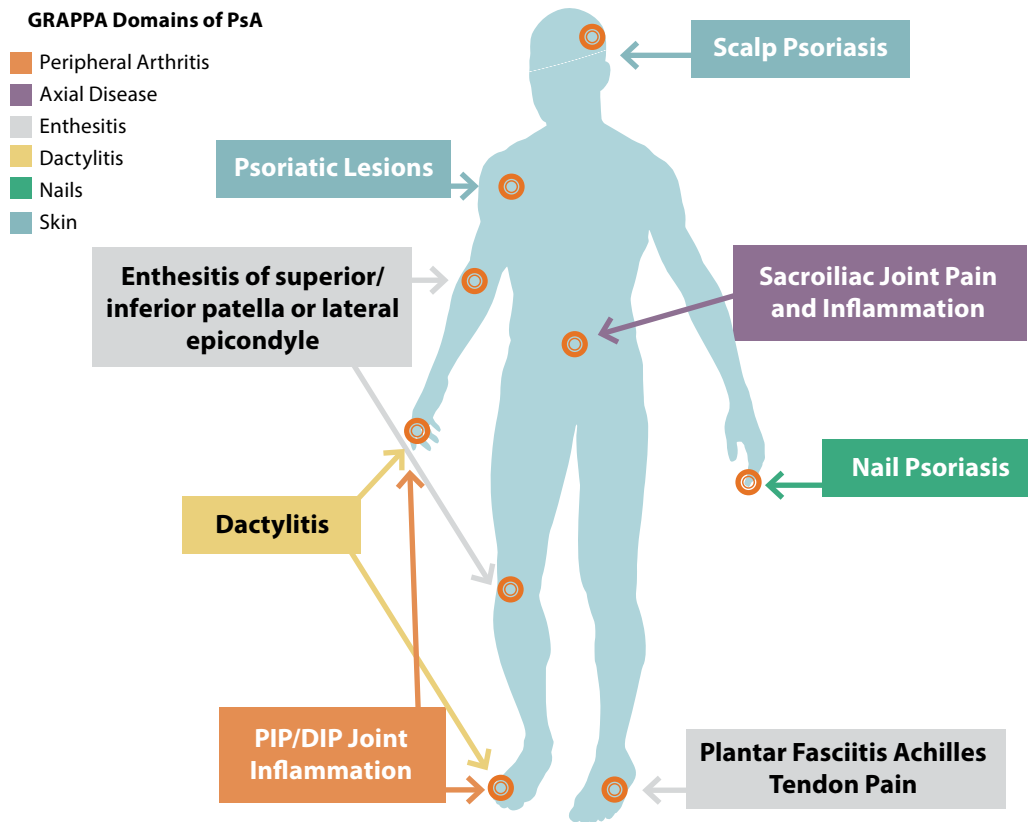 GRAPPA Domains of PsA
Peripheral Arthritis
Axial Disease
Enthesitis
Dactylitis
Nails
Skin
Scalp Psoriasis
Psoriatic Lesions
Enthesitis of superior/
inferior patella or lateral
epicondyle
Sacroiliac Joint Pain
and Inflammation
Nail Psoriasis
Dactylitis
PIP/DIP Joint
Inflammation
Plantar Fasciitis Achilles
Tendon Pain